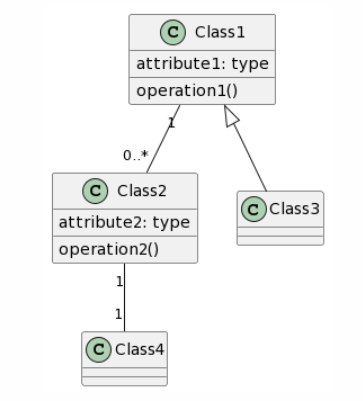 C Class1
attribute1: type
operation1()
1
0..*
C Class2
attribute2: type
operation2()
C Class3
1
1
C Class4